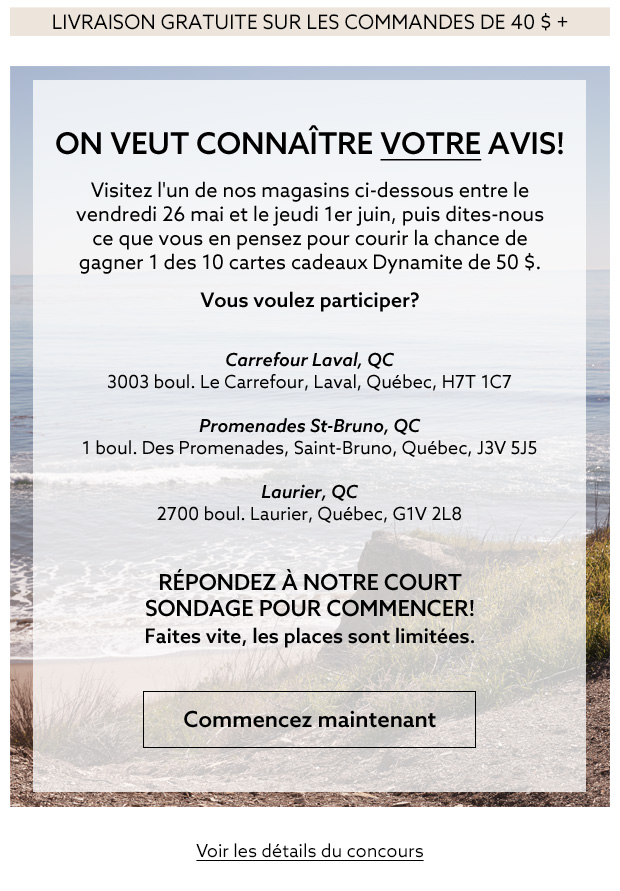 LIVRAISON GRATUITE SUR LES COMMANDES DE 40 $ +
ON VEUT CONNAÎTRE VOTRE AVIS!
Visitez l'un de nos magasins ci-dessous entre le
vendredi 26 mai et le jeudi 1er juin, puis dites-nous
ce que vous en pensez pour courir la chance de
gagner 1 des 10 cartes cadeaux Dynamite de 50 $.
Vous voulez participer?
Carrefour Laval, QC
3003 boul. Le Carrefour, Laval, Québec, H7T 1C7
Promenades St-Bruno, QC
1 boul. Des Promenades, Saint-Bruno, Québec, J3V 5J5
Laurier, QC
2700 boul. Laurier, Québec, G1V 2L8
RÉPONDEZ À NOTRE COURT
SONDAGE POUR COMMENCER!
Faites vite, les places sont limitées.
Commencez maintenant
Voir les détails du concours